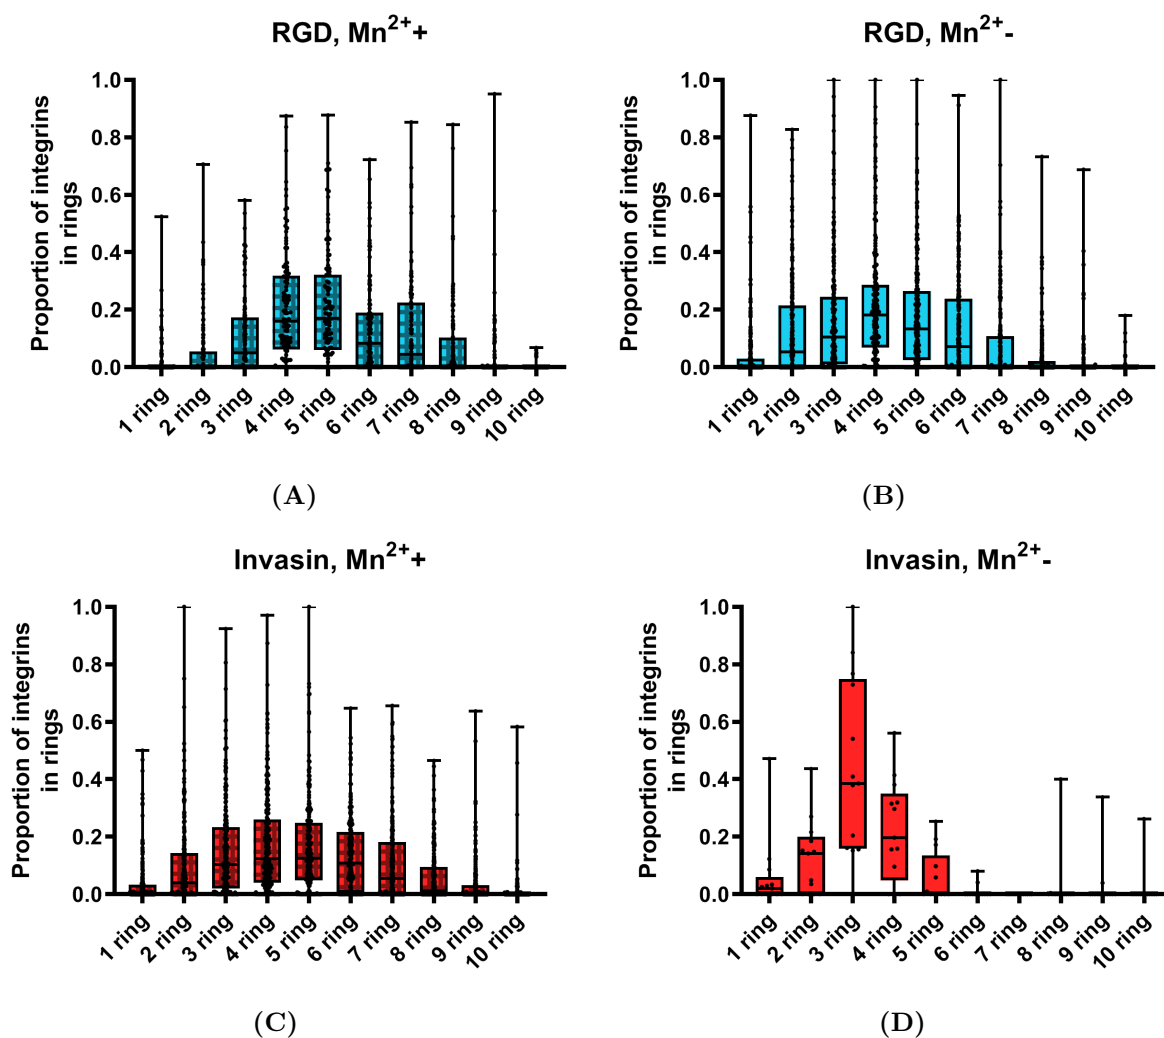 RGD, Mn²⁺+
Proportion of integrins
in rings
1.0
0.8
0.6
0.4
0.2
0.0
1 ring
2 ring
3 ring
4 ring
5 ring
6 ring
7 ring
8 ring
9 ring
10 ring
(A)
RGD, Mn²⁺-
Proportion of integrins
in rings
1.0
0.8
0.6
0.4
0.2
0.0
1 ring
2 ring
3 ring
4 ring
5 ring
6 ring
7 ring
8 ring
9 ring
10 ring
(B)
Invasin, Mn²⁺+
Proportion of integrins
in rings
1.0
0.8
0.6
0.4
0.2
0.0
1 ring
2 ring
3 ring
4 ring
5 ring
6 ring
7 ring
8 ring
9 ring
10 ring
(C)
Invasin, Mn²⁺-
Proportion of integrins
in rings
1.0
0.8
0.6
0.4
0.2
0.0
1 ring
2 ring
3 ring
4 ring
5 ring
6 ring
7 ring
8 ring
9 ring
10 ring
(D)